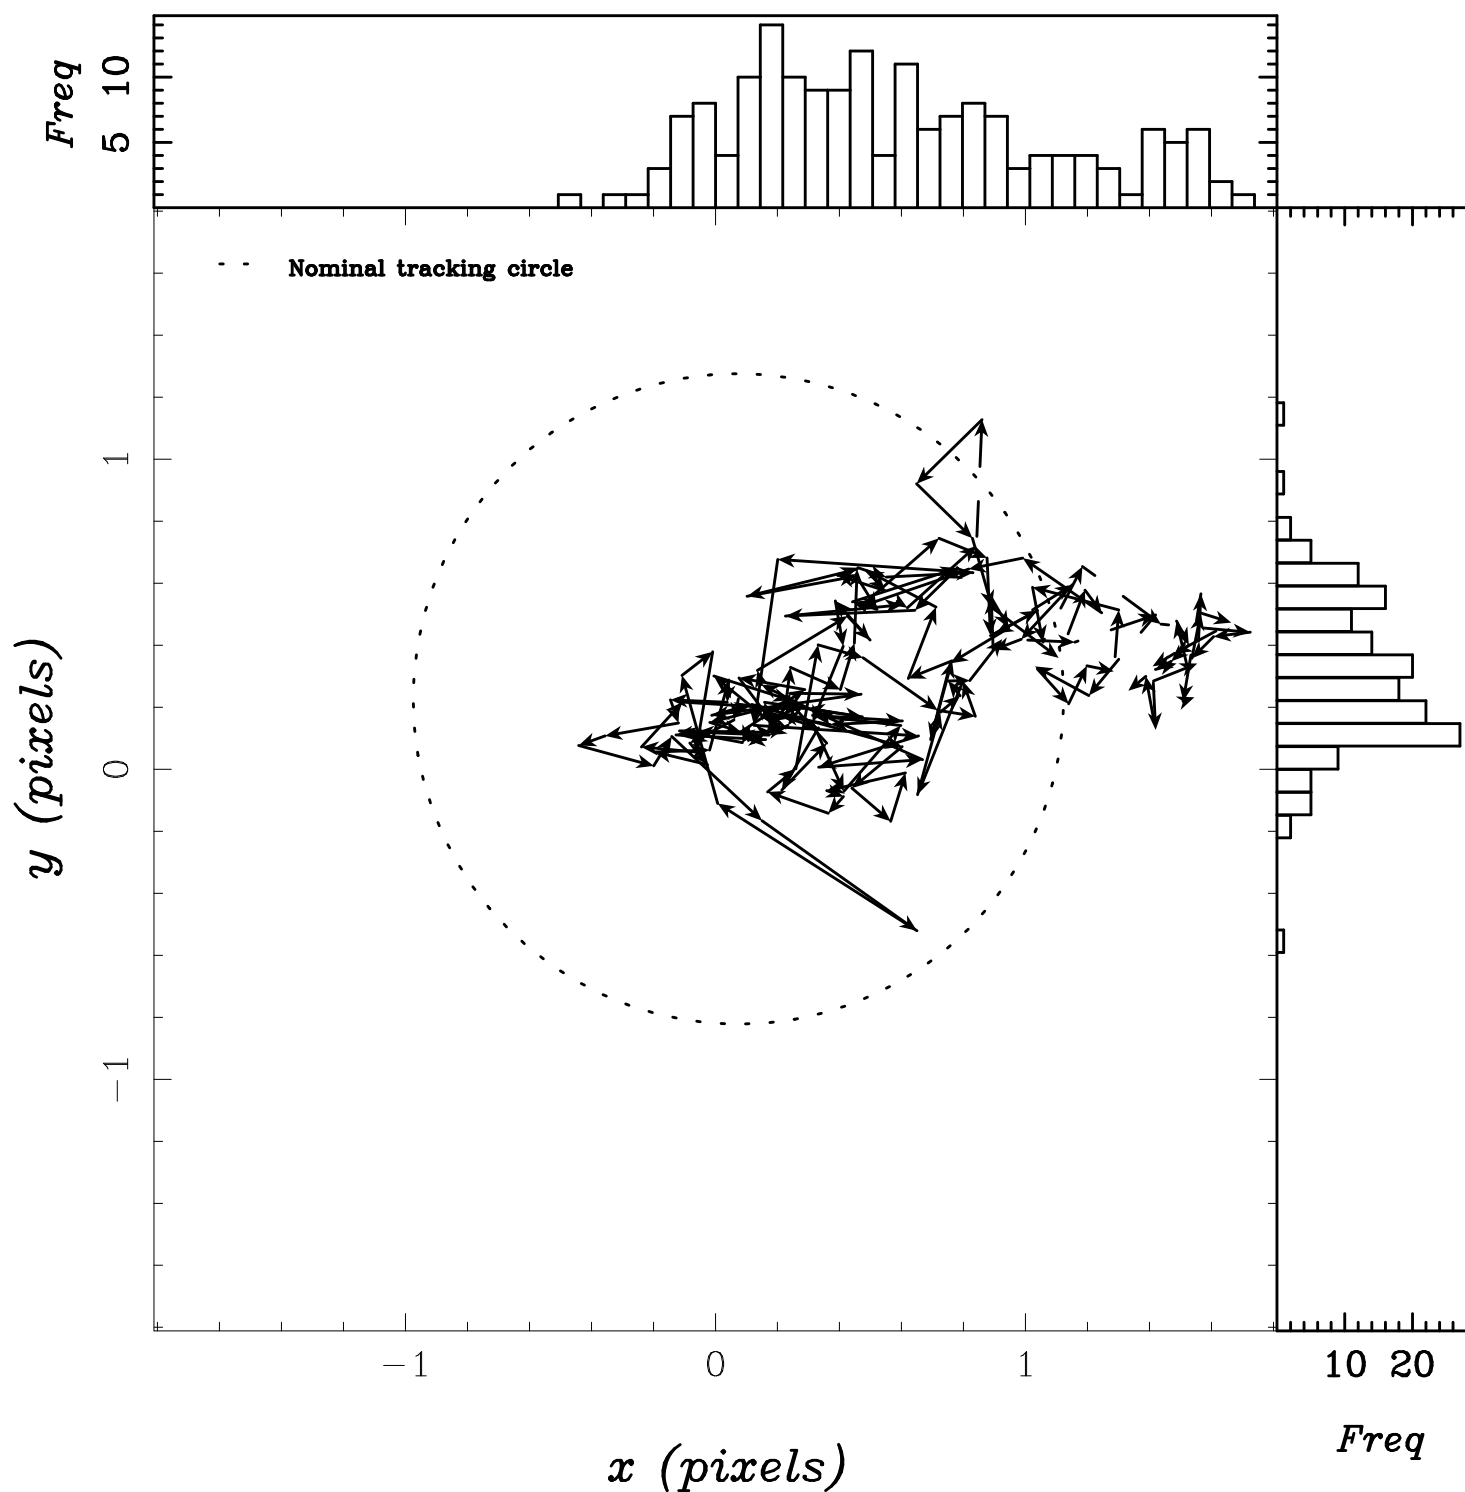 Freq
10
5
Nominal tracking circle
y (pixels)
1
0
−1
−1 0 1
10 20
x (pixels)
Freq